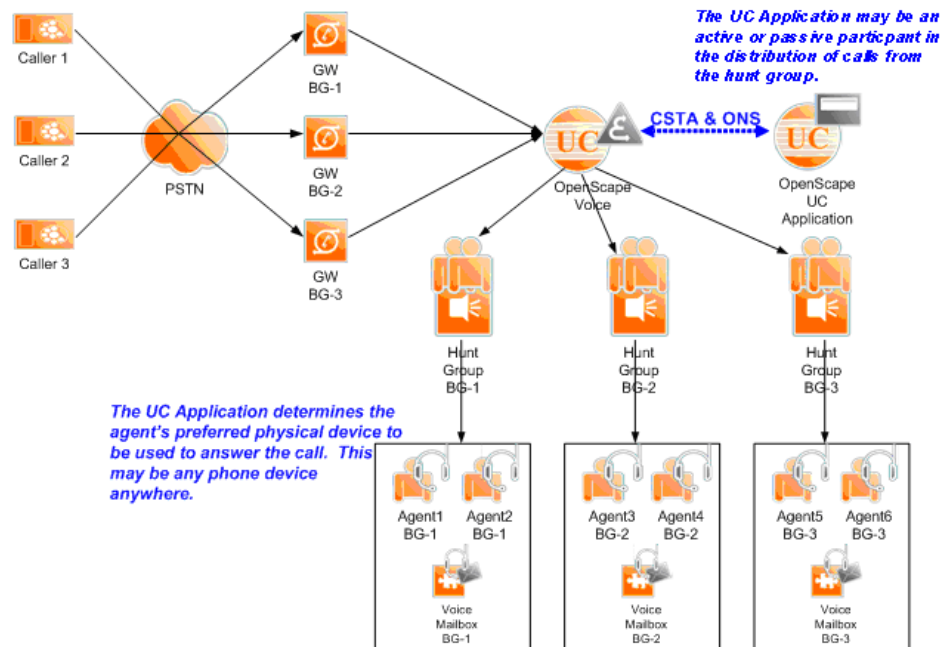 The UC Application may be an
active or passive particpant in
the distribution of calls from
the hunt group.
Caller 1
Caller 2
Caller 3
PSTN
GW
BG-1
GW
BG-2
GW
BG-3
UC
OpenScape
Voice
CSTA & ONS
UC
OpenScape
UC
Application
Hunt
Group
BG-1
Hunt
Group
BG-2
Hunt
Group
BG-3
The UC Application determines the
agent's preferred physical device to
be used to answer the call. This
may be any phone device
anywhere.
Agent1
BG-1
Agent2
BG-1
Agent3
BG-2
Agent4
BG-2
Agent5
BG-3
Agent6
BG-3
Voice
Mailbox
BG-1
Voice
Mailbox
BG-2
Voice
Mailbox
BG-3